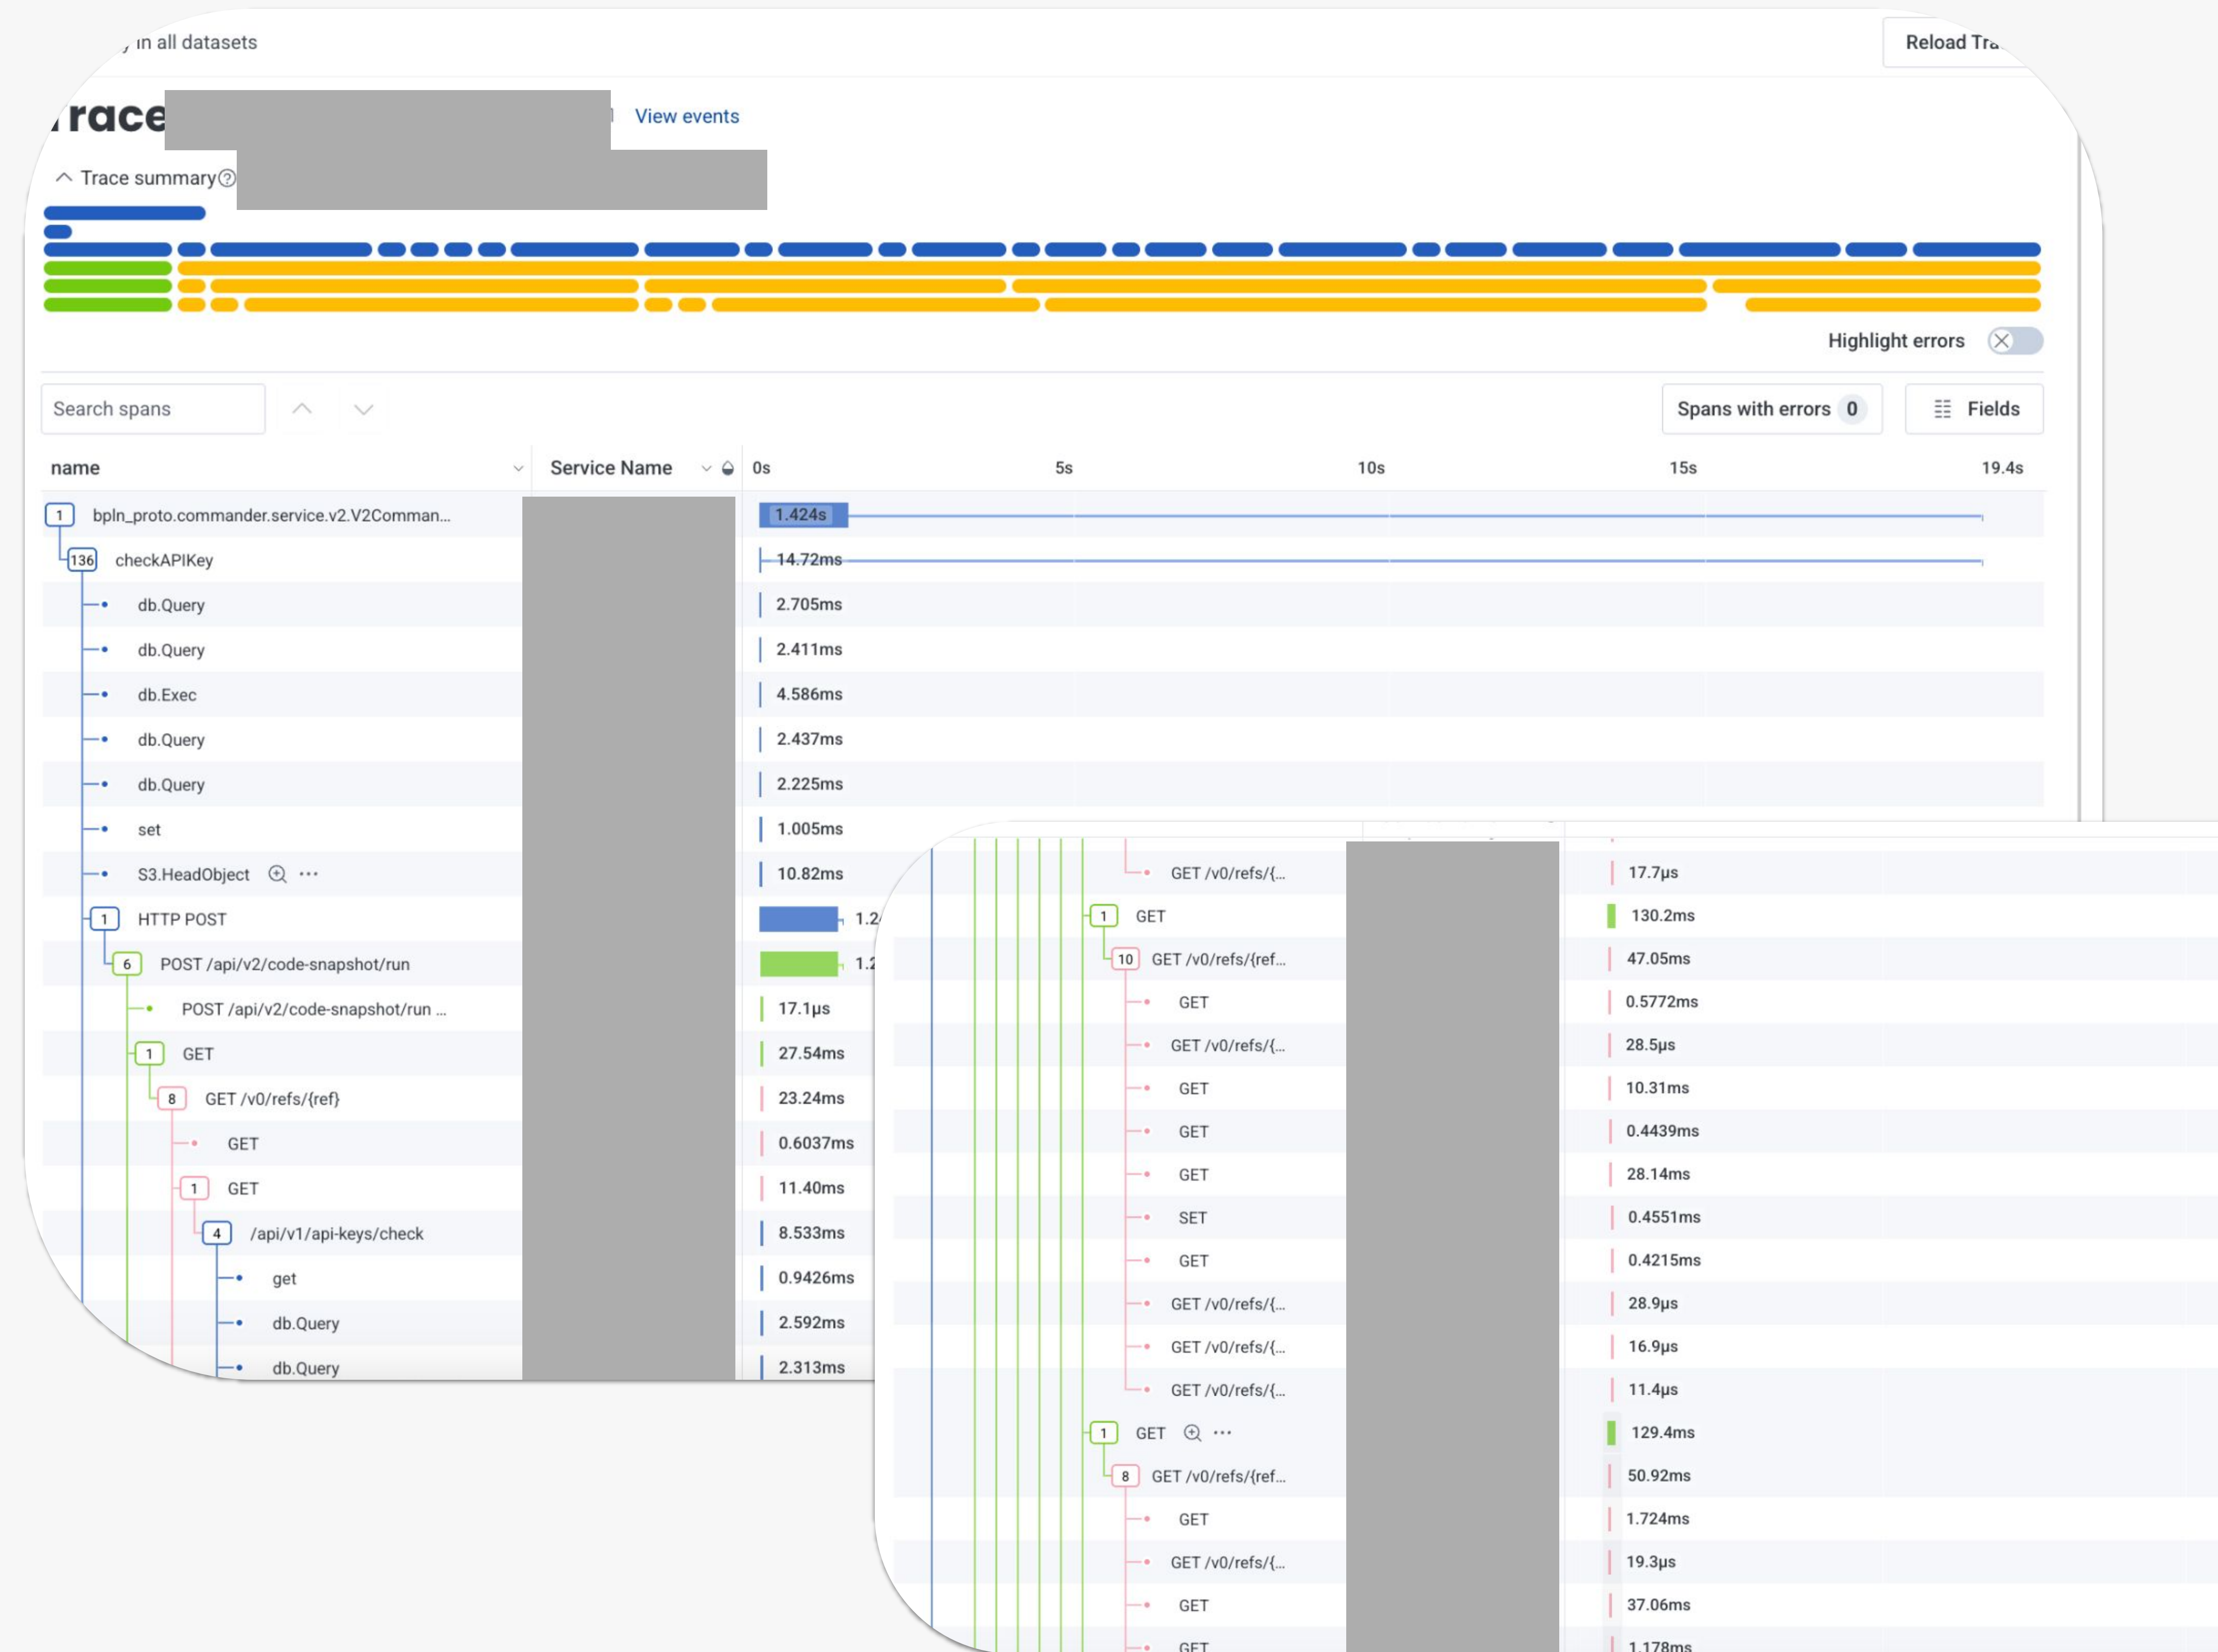 in all datasets
Reload Tra
Trace
View events
Trace summary
Highlight errors
Search spans
Spans with errors 0
Fields
name Service Name 0s 5s 10s 15s 19.4s
1 bpln_proto.commander.service.v2.V2Comman... 1.424s
136 checkAPIKey 14.72ms
db.Query 2.705ms
db.Query 2.411ms
db.Exec 4.586ms
db.Query 2.437ms
db.Query 2.225ms
set 1.005ms
S3.HeadObject 10.82ms
1 HTTP POST 1.2
6 POST /api/v2/code-snapshot/run 1.2
POST /api/v2/code-snapshot/run ... 17.1µs
1 GET 27.54ms
8 GET /v0/refs/{ref} 23.24ms
GET 0.6037ms
1 GET 11.40ms
4 /api/v1/api-keys/check 8.533ms
get 0.9426ms
db.Query 2.592ms
db.Query 2.313ms
GET /v0/refs/{... 17.7µs
1 GET 130.2ms
10 GET /v0/refs/{ref... 47.05ms
GET 0.5772ms
GET /v0/refs/{... 28.5µs
GET 10.31ms
GET 0.4439ms
GET 28.14ms
SET 0.4551ms
GET 0.4215ms
GET /v0/refs/{... 28.9µs
GET /v0/refs/{... 16.9µs
GET /v0/refs/{... 11.4µs
1 GET 129.4ms
8 GET /v0/refs/{ref... 50.92ms
GET 1.724ms
GET /v0/refs/{... 19.3µs
GET 37.06ms
GET 1.178ms